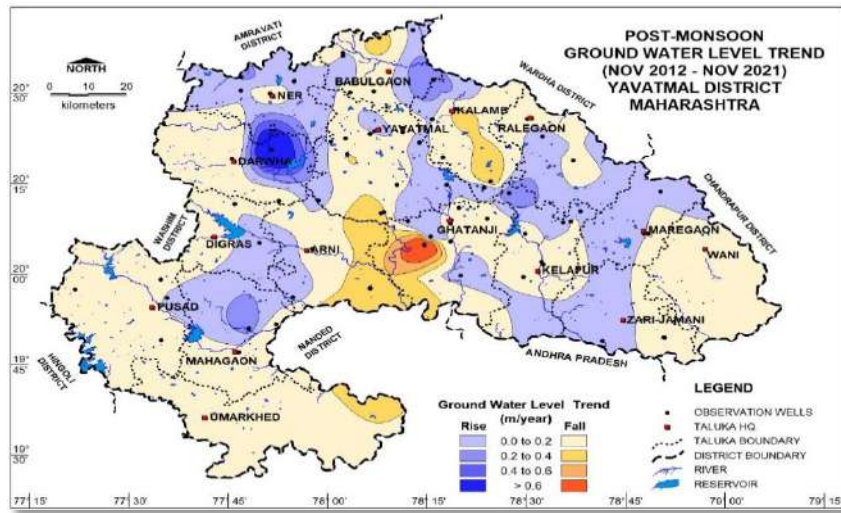 POST-MONSOON
GROUND WATER LEVEL TREND
(NOV 2012 - NOV 2021)
YAVATMAL DISTRICT
MAHARASHTRA
NORTH
10 0 10 20
kilometers
AMRAVATI
DISTRICT
WARDHA DISTRICT
CHANDRAPUR DISTRICT
WASHIM
DISTRICT
HINGOLI
DISTRICT
NANDED
DISTRICT
ANDHRA PRADESH
BABULGAON
NER
KALAMB
YAVATMAL
RALEGAON
DARWHA
GHATANJI
MAREGAON
DIGRAS
ARNI
WANI
KELAPUR
PUSAD
ZARI-JAMANI
MAHAGAON
UMARKHED
20°
30'
20°
15'
20°
00'
19°
45'
19°
30'
77°15'
77°30'
77°45'
78°00'
78°15'
78°30'
78°45'
79°00'
79°15'
Ground Water Level Trend
(m/year)
Rise Fall
0.0 to 0.2
0.2 to 0.4
0.4 to 0.6
> 0.6
LEGEND
OBSERVATION WELLS
TALUKA HQ
TALUKA BOUNDARY
DISTRICT BOUNDARY
RIVER
RESERVOIR